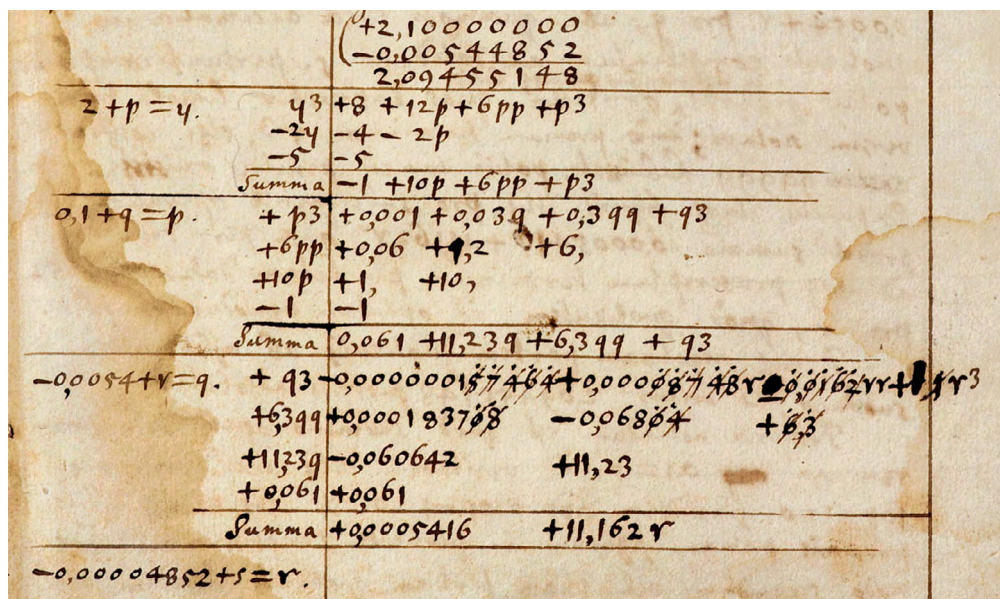 +2,10000000
-0,00544852
2,09455148
2+p=y. y3 +8 +12p +6pp +p3
-2y -4 - 2p
-5 -5
Summa -1 +10p +6pp +p3
0,1+q=p. + p3 +0,001 +0,03q +0,3qq +q3
+6pp +0,06 +1,2 +6,
+10p +1, +10,
-1 -1
Summa 0,061 +11,23q +6,3qq + q3
-0,0054+r=q. + q3 -0,000000157464 +0,00008748r -0,0162rr + r3
+6,3qq +0,000183708 -0,06804 +6,3
+11,23q -0,060642 +11,23
+0,061 +0,061
Summa +0,0005416 +11,162r
-0,00004852+s=r.